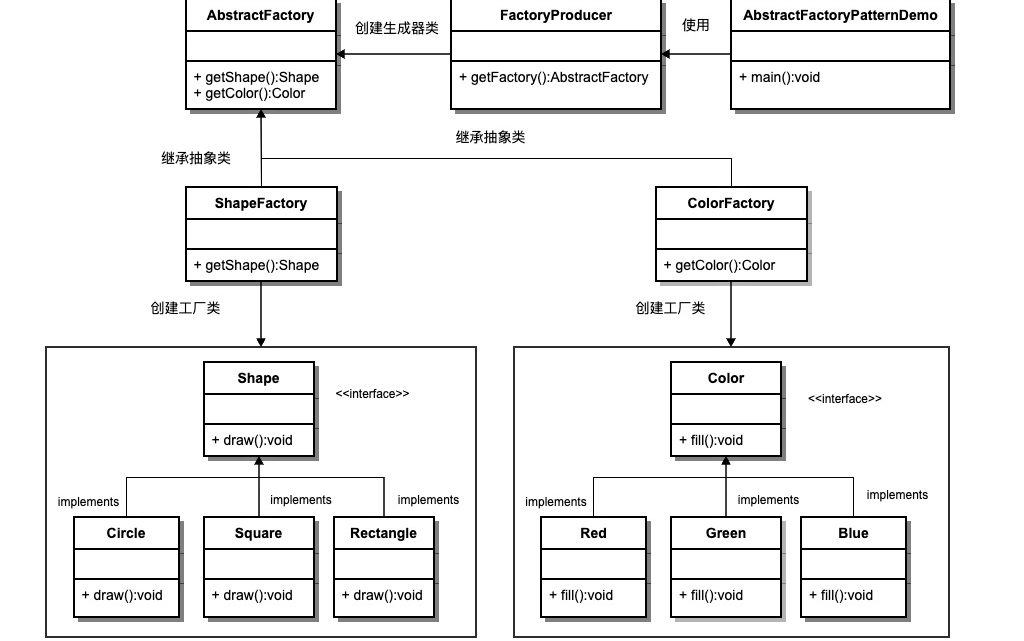 AbstractFactory
FactoryProducer
AbstractFactoryPatternDemo
创建生成器类
使用
+ getShape():Shape
+ getColor():Color
+ getFactory():AbstractFactory
+ main():void
继承抽象类
继承抽象类
ShapeFactory
ColorFactory
+ getShape():Shape
+ getColor():Color
创建工厂类
创建工厂类
Shape
<<interface>>
+ draw():void
Color
<<interface>>
+ fill():void
implements
implements
implements
implements
implements
implements
Circle
Square
Rectangle
Red
Green
Blue
+ draw():void
+ draw():void
+ draw():void
+ fill():void
+ fill():void
+ fill():void